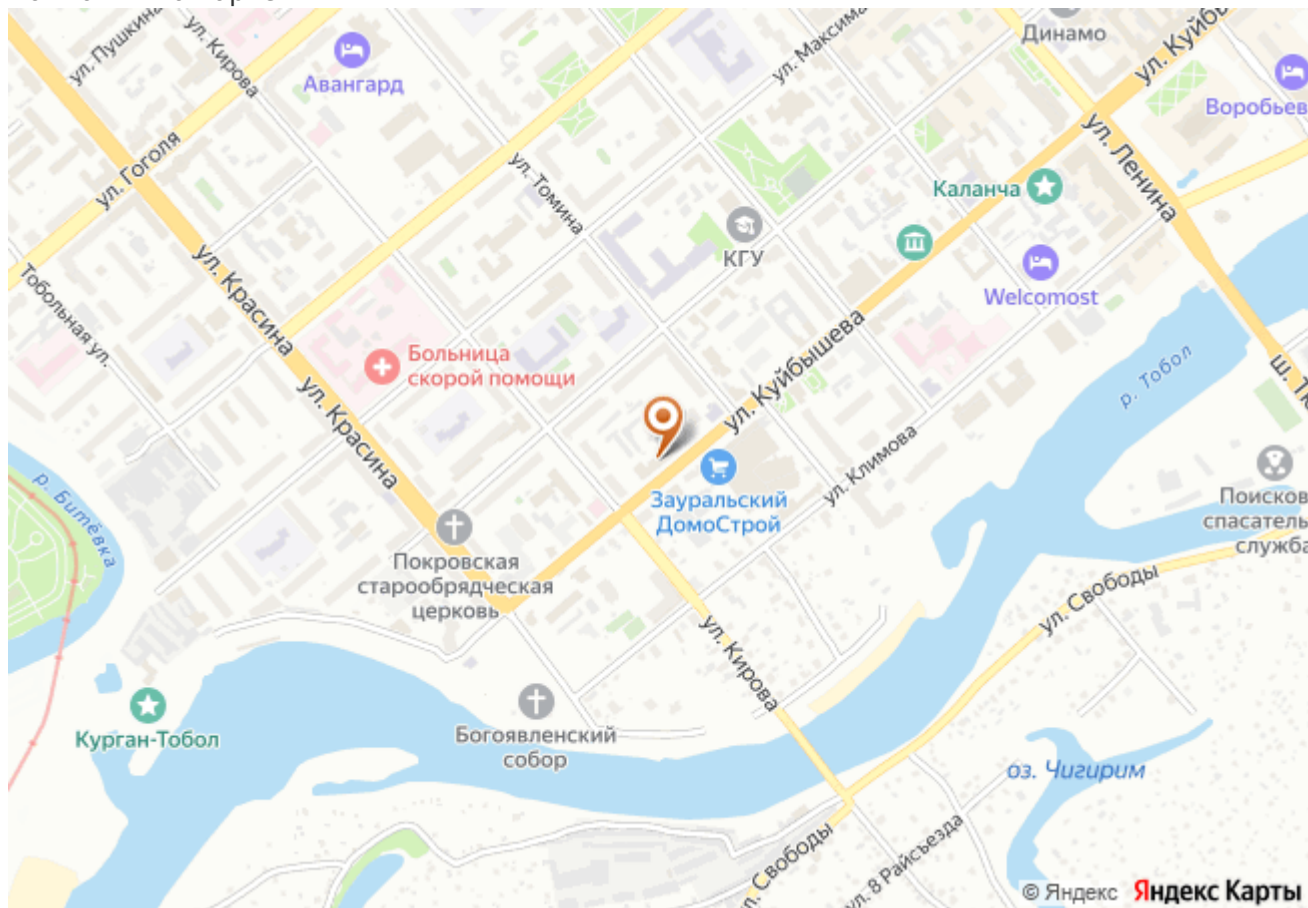 Динамо
ул. Пушкина
ул. Кирова
ул. Максима
ул. Куйбы
Авангард
Воробьев
ул. Гоголя
ул. Ленина
ул. Томина
Каланча
КГУ
Welcomost
Тобольная ул.
ул. Красина
ул. Куйбышева
р. Тобол
Больница
скорой помощи
ул. Красина
ул. Климова
р. Битёвка
Зауральский
ДомоСтрой
Поисков
спасатель
служба
Покровская
старообрядческая
церковь
ул. Свободы
ул. Кирова
Курган-Тобол
Богоявленский
собор
оз. Чигирим
ул. Свободы
ул. 8 Райсъезда
© Яндекс Яндекс Карты